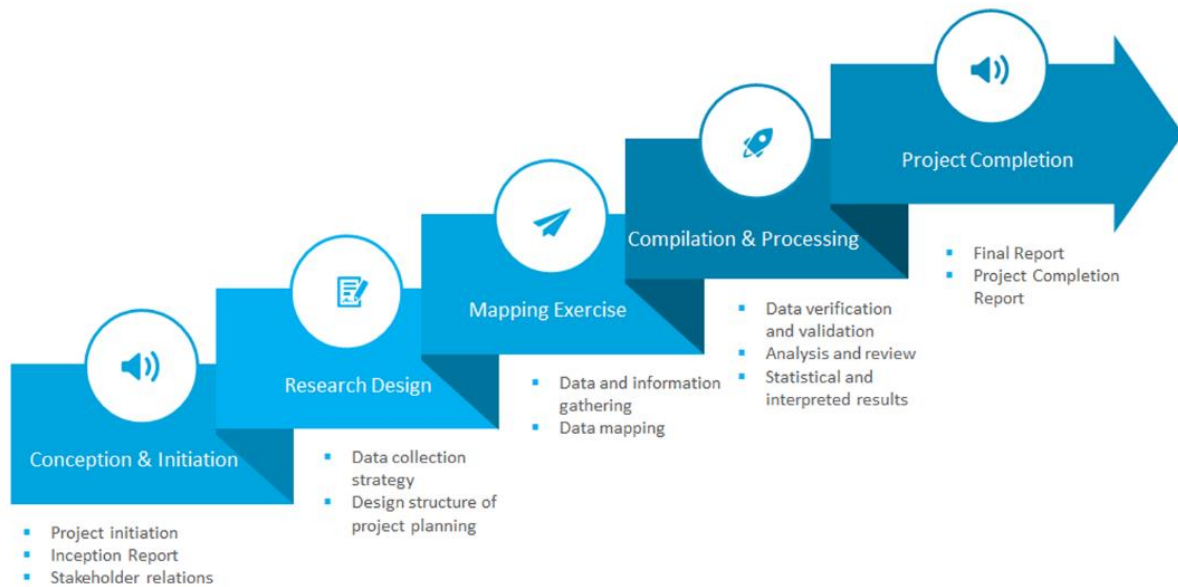 Conception & Initiation
Project initiation
Inception Report
Stakeholder relations
Research Design
Data collection
strategy
Design structure of
project planning
Mapping Exercise
Data and information
gathering
Data mapping
Compilation & Processing
Data verification
and validation
Analysis and review
Statistical and
interpreted results
Project Completion
Final Report
Project Completion
Report